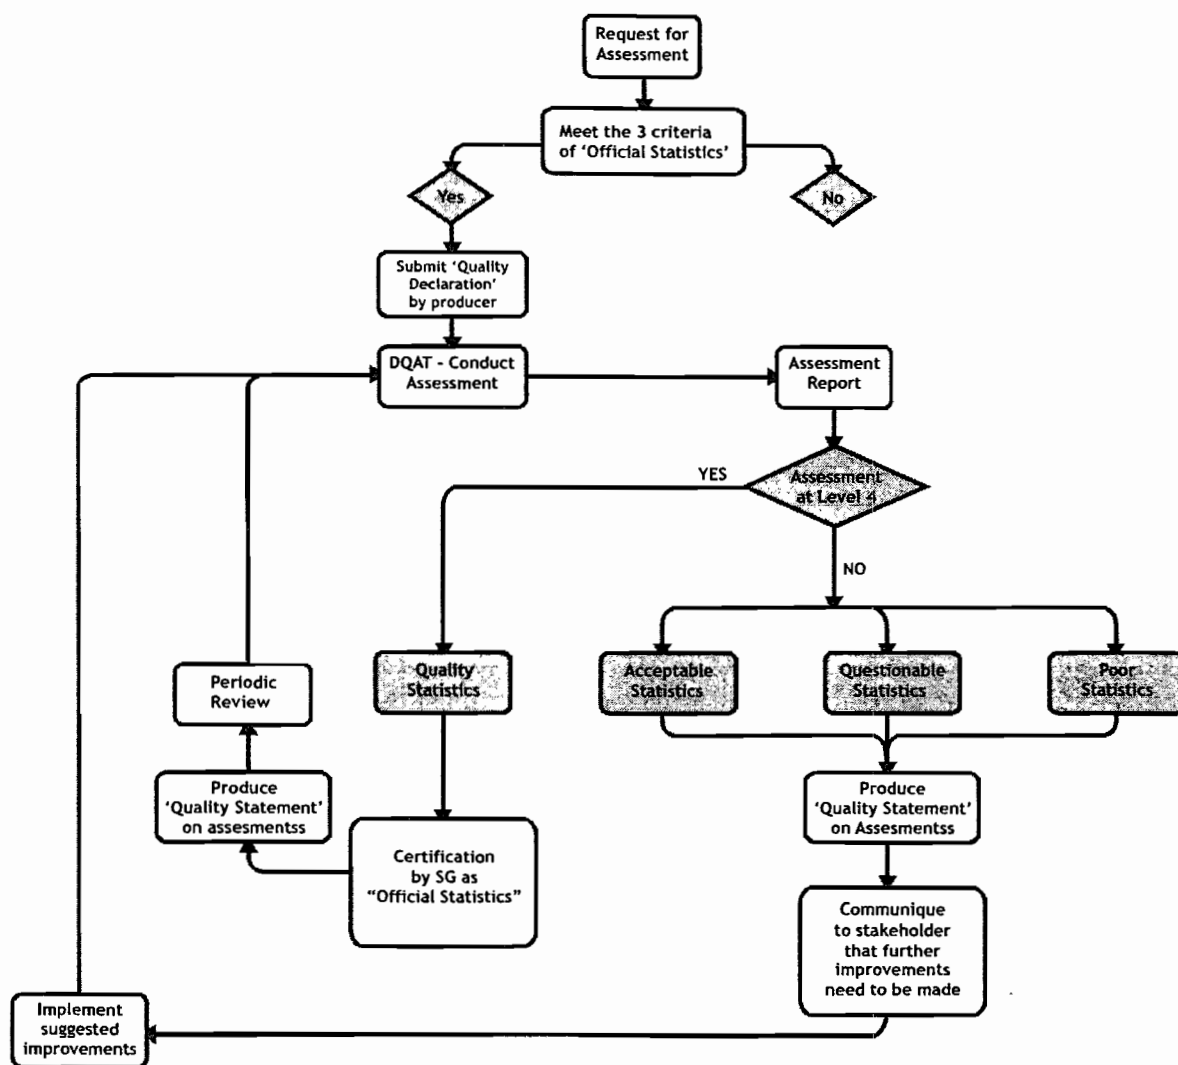 Request for
Assessment
Meet the 3 criteria
of ‘Official Statistics’
Yes
No
Submit ‘Quality
Declaration’
by producer
DQAT - Conduct
Assessment
Assessment
Report
YES
Assessment
at Level 4
NO
Quality
Statistics
Acceptable
Statistics
Questionable
Statistics
Poor
Statistics
Periodic
Review
Produce
‘Quality Statement’
on assesmentss
Certification
by SG as
“Official Statistics”
Produce
‘Quality Statement’
on Assesmentss
Communique
to stakeholder
that further
improvements
need to be made
Implement
suggested
improvements